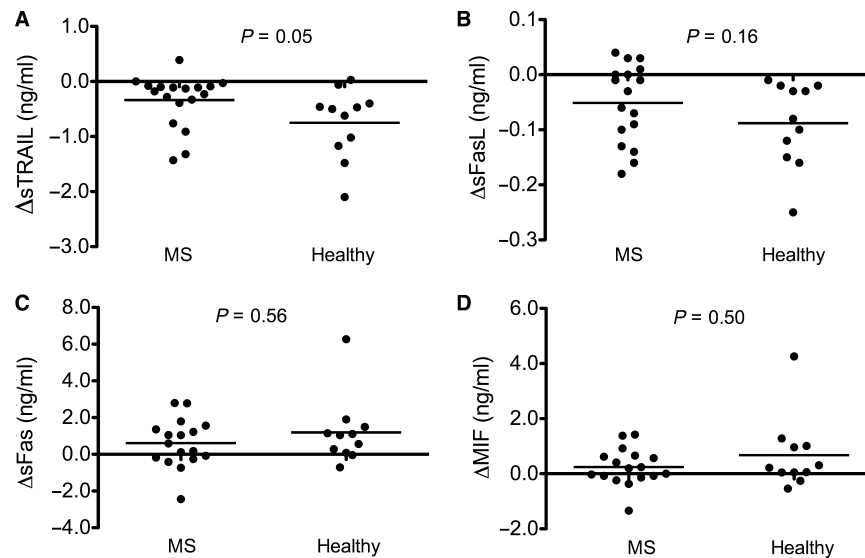 A
P = 0.05
ΔsTRAIL (ng/ml)
1.0
0.0
−1.0
−2.0
−3.0
MS
Healthy
B
P = 0.16
ΔsFasL (ng/ml)
0.1
0.0
−0.1
−0.2
−0.3
MS
Healthy
C
P = 0.56
ΔsFas (ng/ml)
8.0
6.0
4.0
2.0
0.0
−2.0
−4.0
MS
Healthy
D
P = 0.50
ΔMIF (ng/ml)
6.0
4.0
2.0
0.0
−2.0
MS
Healthy